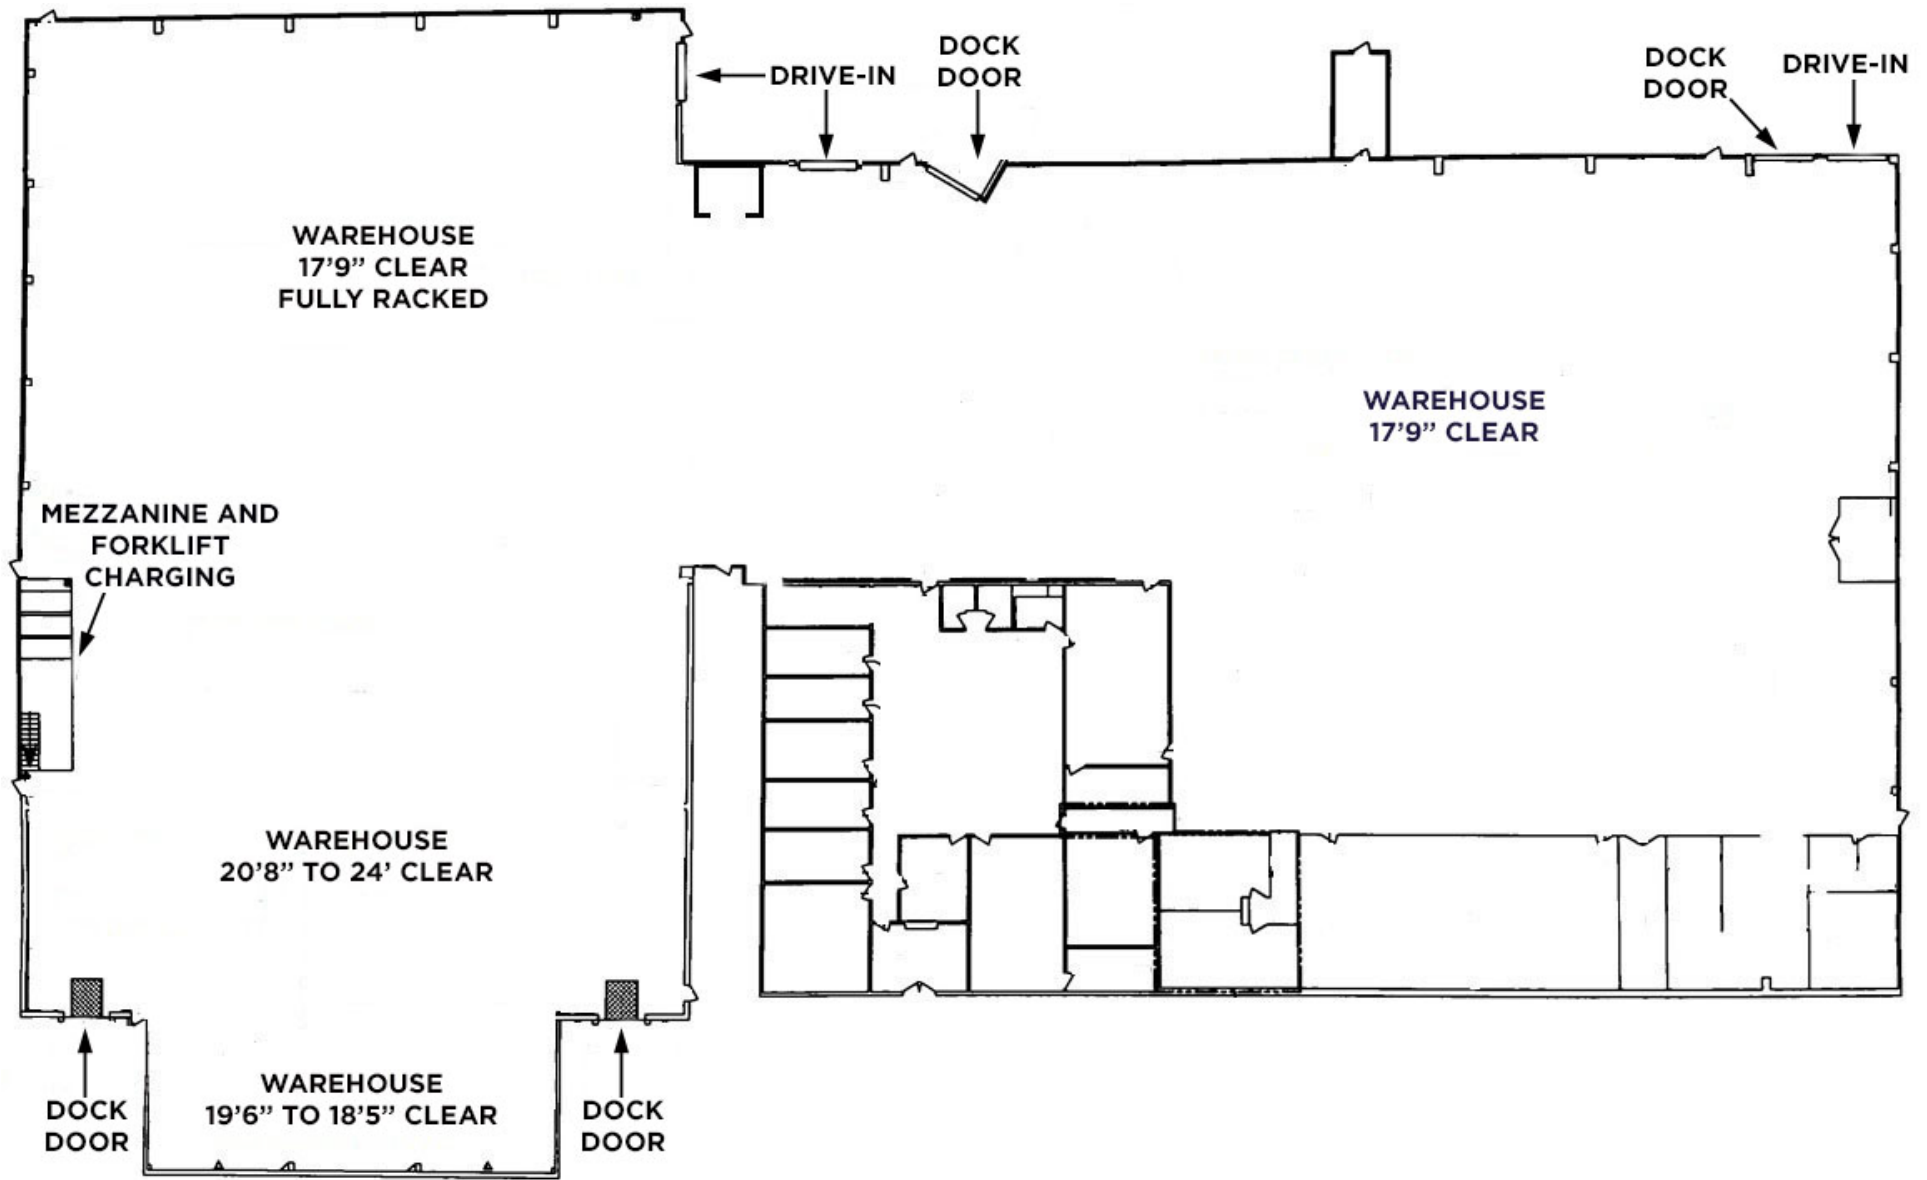 DRIVE-IN
DOCK
DOOR
DOCK
DOOR
DRIVE-IN
WAREHOUSE
17’9” CLEAR
FULLY RACKED
WAREHOUSE
17’9” CLEAR
MEZZANINE AND
FORKLIFT
CHARGING
WAREHOUSE
20’8” TO 24’ CLEAR
WAREHOUSE
19’6” TO 18’5” CLEAR
DOCK
DOOR
DOCK
DOOR